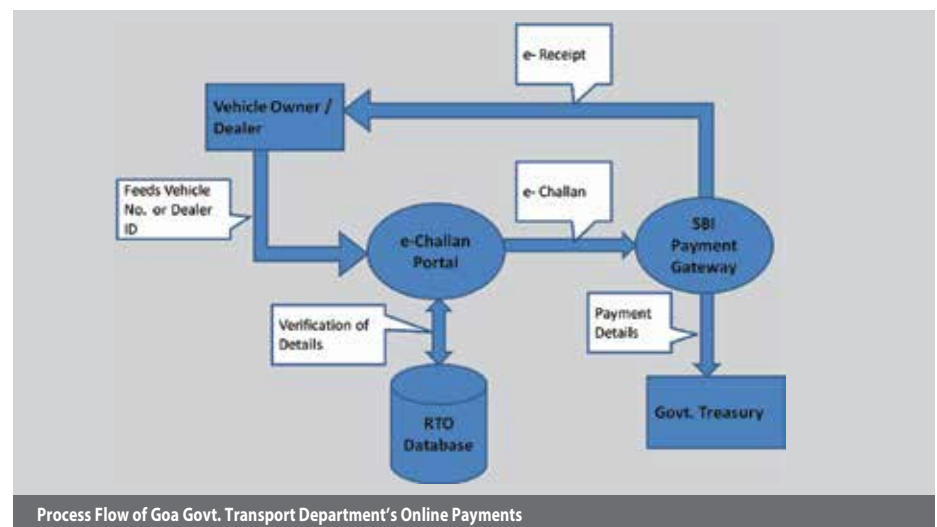 e- Receipt
Vehicle Owner /
Dealer
Feeds Vehicle
No. or Dealer
ID
e- Challan
e-Challan
Portal
SBI
Payment
Gateway
Verification of
Details
Payment
Details
RTO
Database
Govt. Treasury
Process Flow of Goa Govt. Transport Department's Online Payments